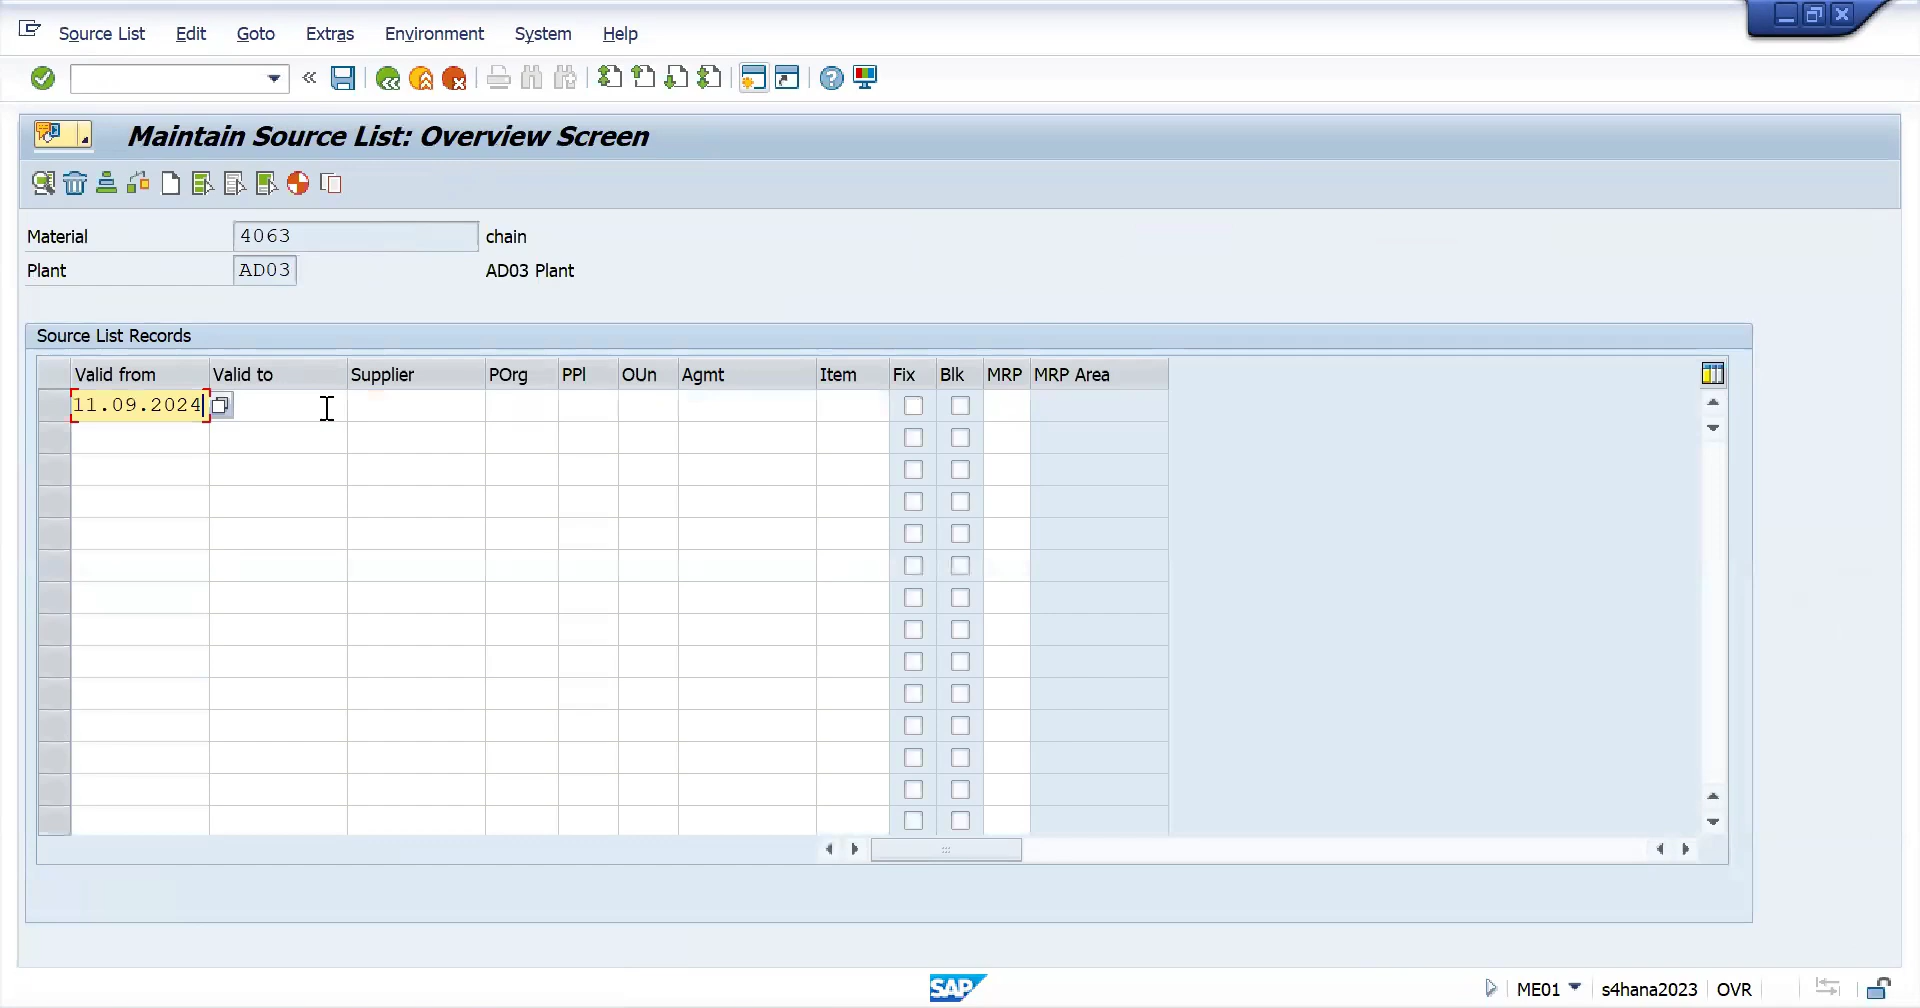 Source List Edit Goto Extras Environment System Help
Maintain Source List: Overview Screen
Material 4063 chain
Plant AD03 AD03 Plant
Source List Records
Valid from Valid to Supplier POrg PPl OUn Agmt Item Fix Blk MRP MRP Area
11.09.2024
SAP ME01 s4hana2023 OVR